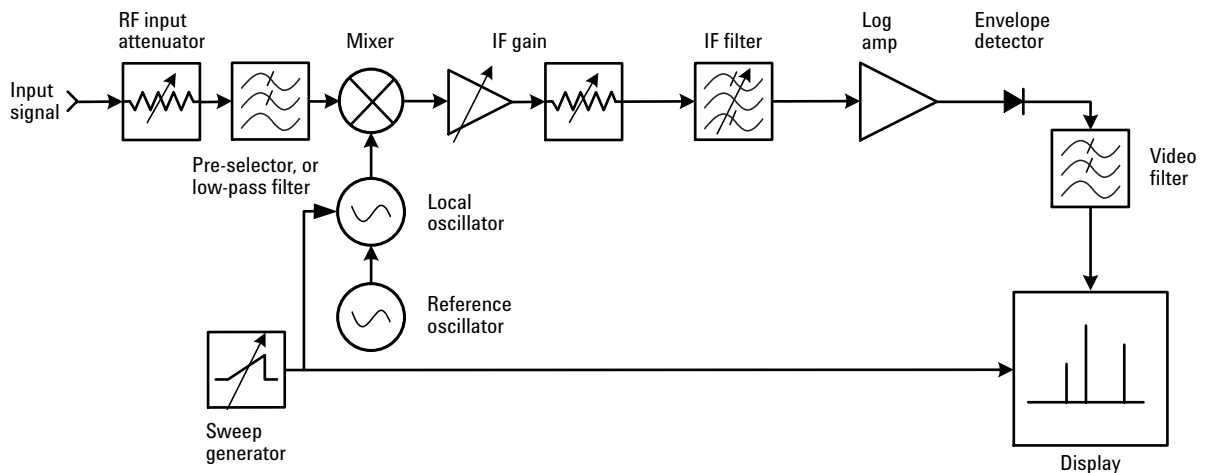 RF input
attenuator
Mixer
IF gain
IF filter
Log
amp
Envelope
detector
Input
signal
Pre-selector, or
low-pass filter
Video
filter
Local
oscillator
Reference
oscillator
Sweep
generator
Display